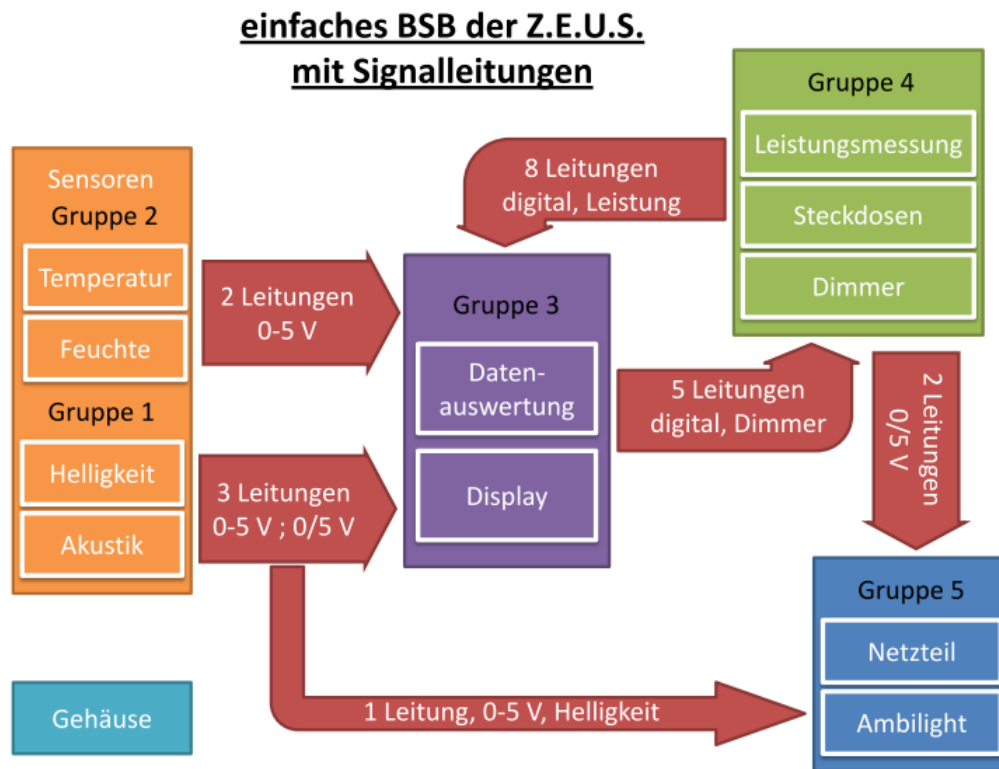 einfaches BSB der Z.E.U.S.
mit Signalleitungen
Sensoren
Gruppe 2
Temperatur
Feuchte
Gruppe 1
Helligkeit
Akustik
Gehäuse
2 Leitungen
0-5 V
3 Leitungen
0-5 V ; 0/5 V
1 Leitung, 0-5 V, Helligkeit
8 Leitungen
digital, Leistung
Gruppe 3
Daten-
auswertung
Display
5 Leitungen
digital, Dimmer
Gruppe 4
Leistungsmessung
Steckdosen
Dimmer
2 Leitungen
0/5 V
Gruppe 5
Netzteil
Ambilight